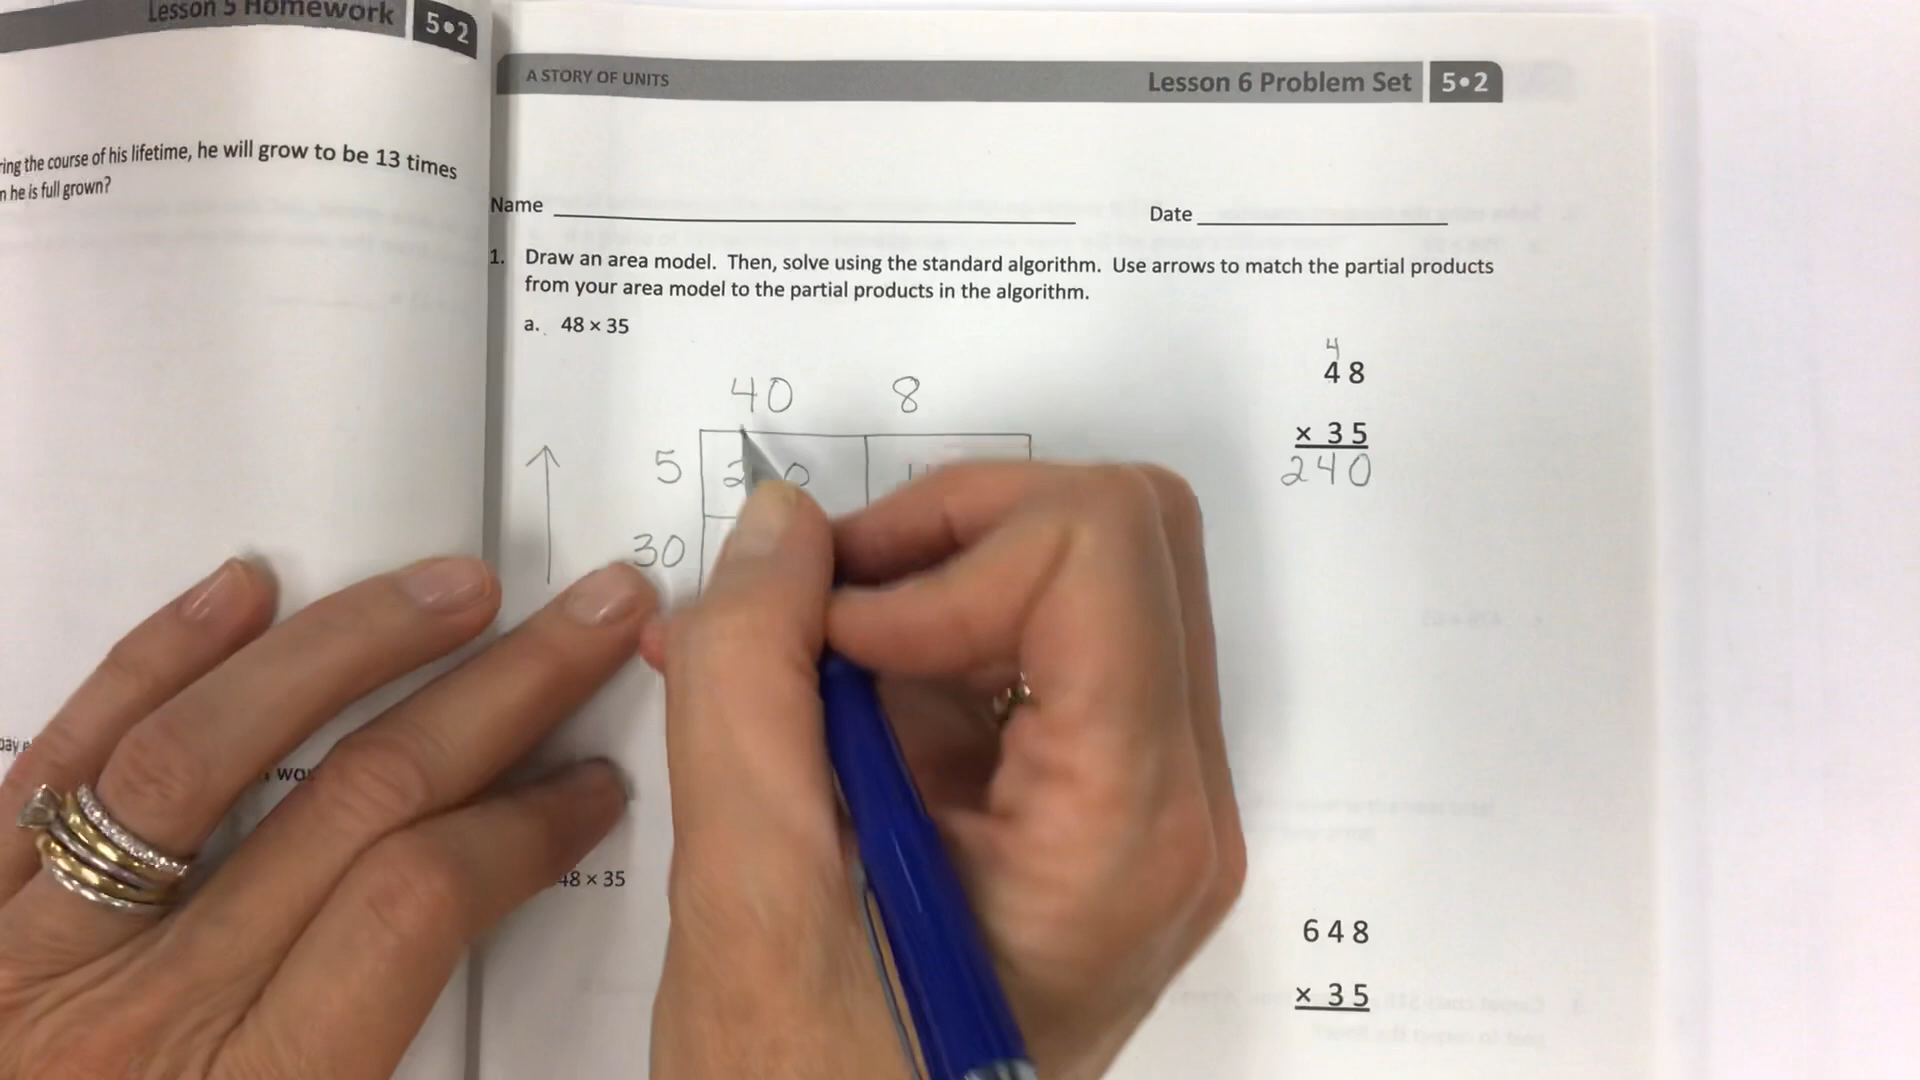 Lesson 5 Homework 5•2
A STORY OF UNITS Lesson 6 Problem Set 5•2
the course of his lifetime, he will grow to be 13 times
he is full grown?
Name Date
1. Draw an area model. Then, solve using the standard algorithm. Use arrows to match the partial products
from your area model to the partial products in the algorithm.
a. 48 × 35
40 8
5
30
4
48
× 35
240
48 × 35
648
× 35